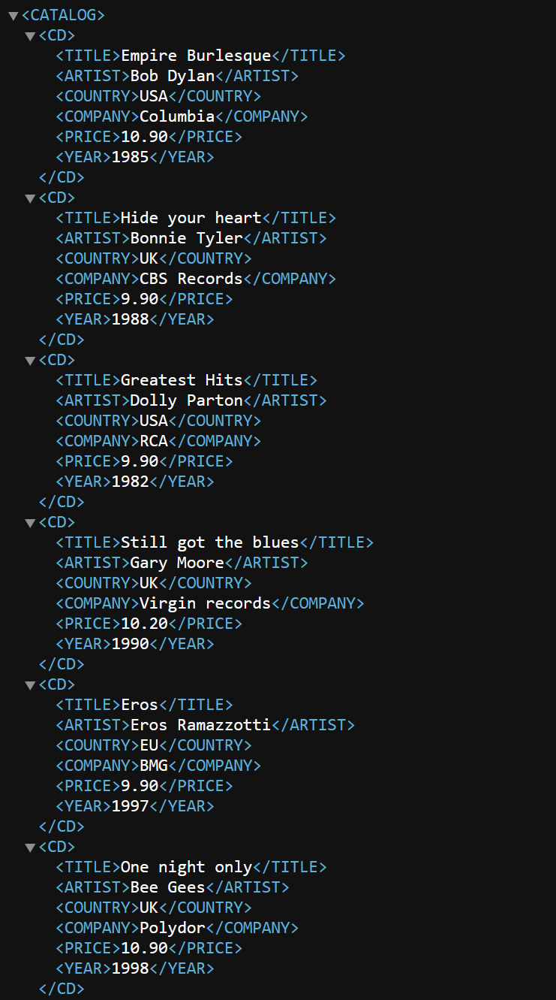 <CATALOG>
<CD>
<TITLE>Empire Burlesque</TITLE>
<ARTIST>Bob Dylan</ARTIST>
<COUNTRY>USA</COUNTRY>
<COMPANY>Columbia</COMPANY>
<PRICE>10.90</PRICE>
<YEAR>1985</YEAR>
</CD>
<CD>
<TITLE>Hide your heart</TITLE>
<ARTIST>Bonnie Tyler</ARTIST>
<COUNTRY>UK</COUNTRY>
<COMPANY>CBS Records</COMPANY>
<PRICE>9.90</PRICE>
<YEAR>1988</YEAR>
</CD>
<CD>
<TITLE>Greatest Hits</TITLE>
<ARTIST>Dolly Parton</ARTIST>
<COUNTRY>USA</COUNTRY>
<COMPANY>RCA</COMPANY>
<PRICE>9.90</PRICE>
<YEAR>1982</YEAR>
</CD>
<CD>
<TITLE>Still got the blues</TITLE>
<ARTIST>Gary Moore</ARTIST>
<COUNTRY>UK</COUNTRY>
<COMPANY>Virgin records</COMPANY>
<PRICE>10.20</PRICE>
<YEAR>1990</YEAR>
</CD>
<CD>
<TITLE>Eros</TITLE>
<ARTIST>Eros Ramazzotti</ARTIST>
<COUNTRY>EU</COUNTRY>
<COMPANY>BMG</COMPANY>
<PRICE>9.90</PRICE>
<YEAR>1997</YEAR>
</CD>
<CD>
<TITLE>One night only</TITLE>
<ARTIST>Bee Gees</ARTIST>
<COUNTRY>UK</COUNTRY>
<COMPANY>Polydor</COMPANY>
<PRICE>10.90</PRICE>
<YEAR>1998</YEAR>
</CD>